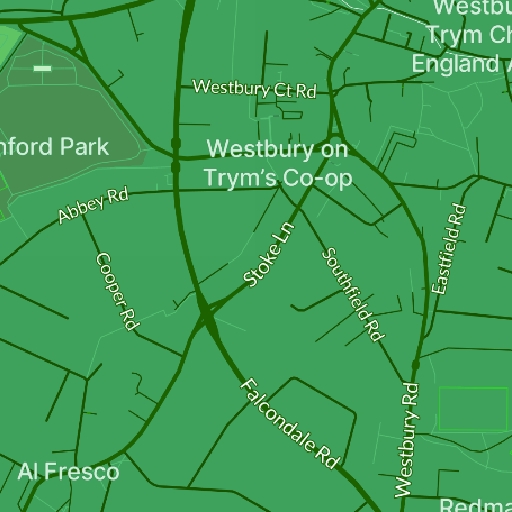 Westbu
Trym Ch
England A
Westbury Ct Rd
nford Park
Westbury on
Trym's Co-op
Abbey Rd
Eastfield Rd
Stoke Ln
Southfield Rd
Cooper Rd
Falcondale Rd
Westbury Rd
Al Fresco
Redma